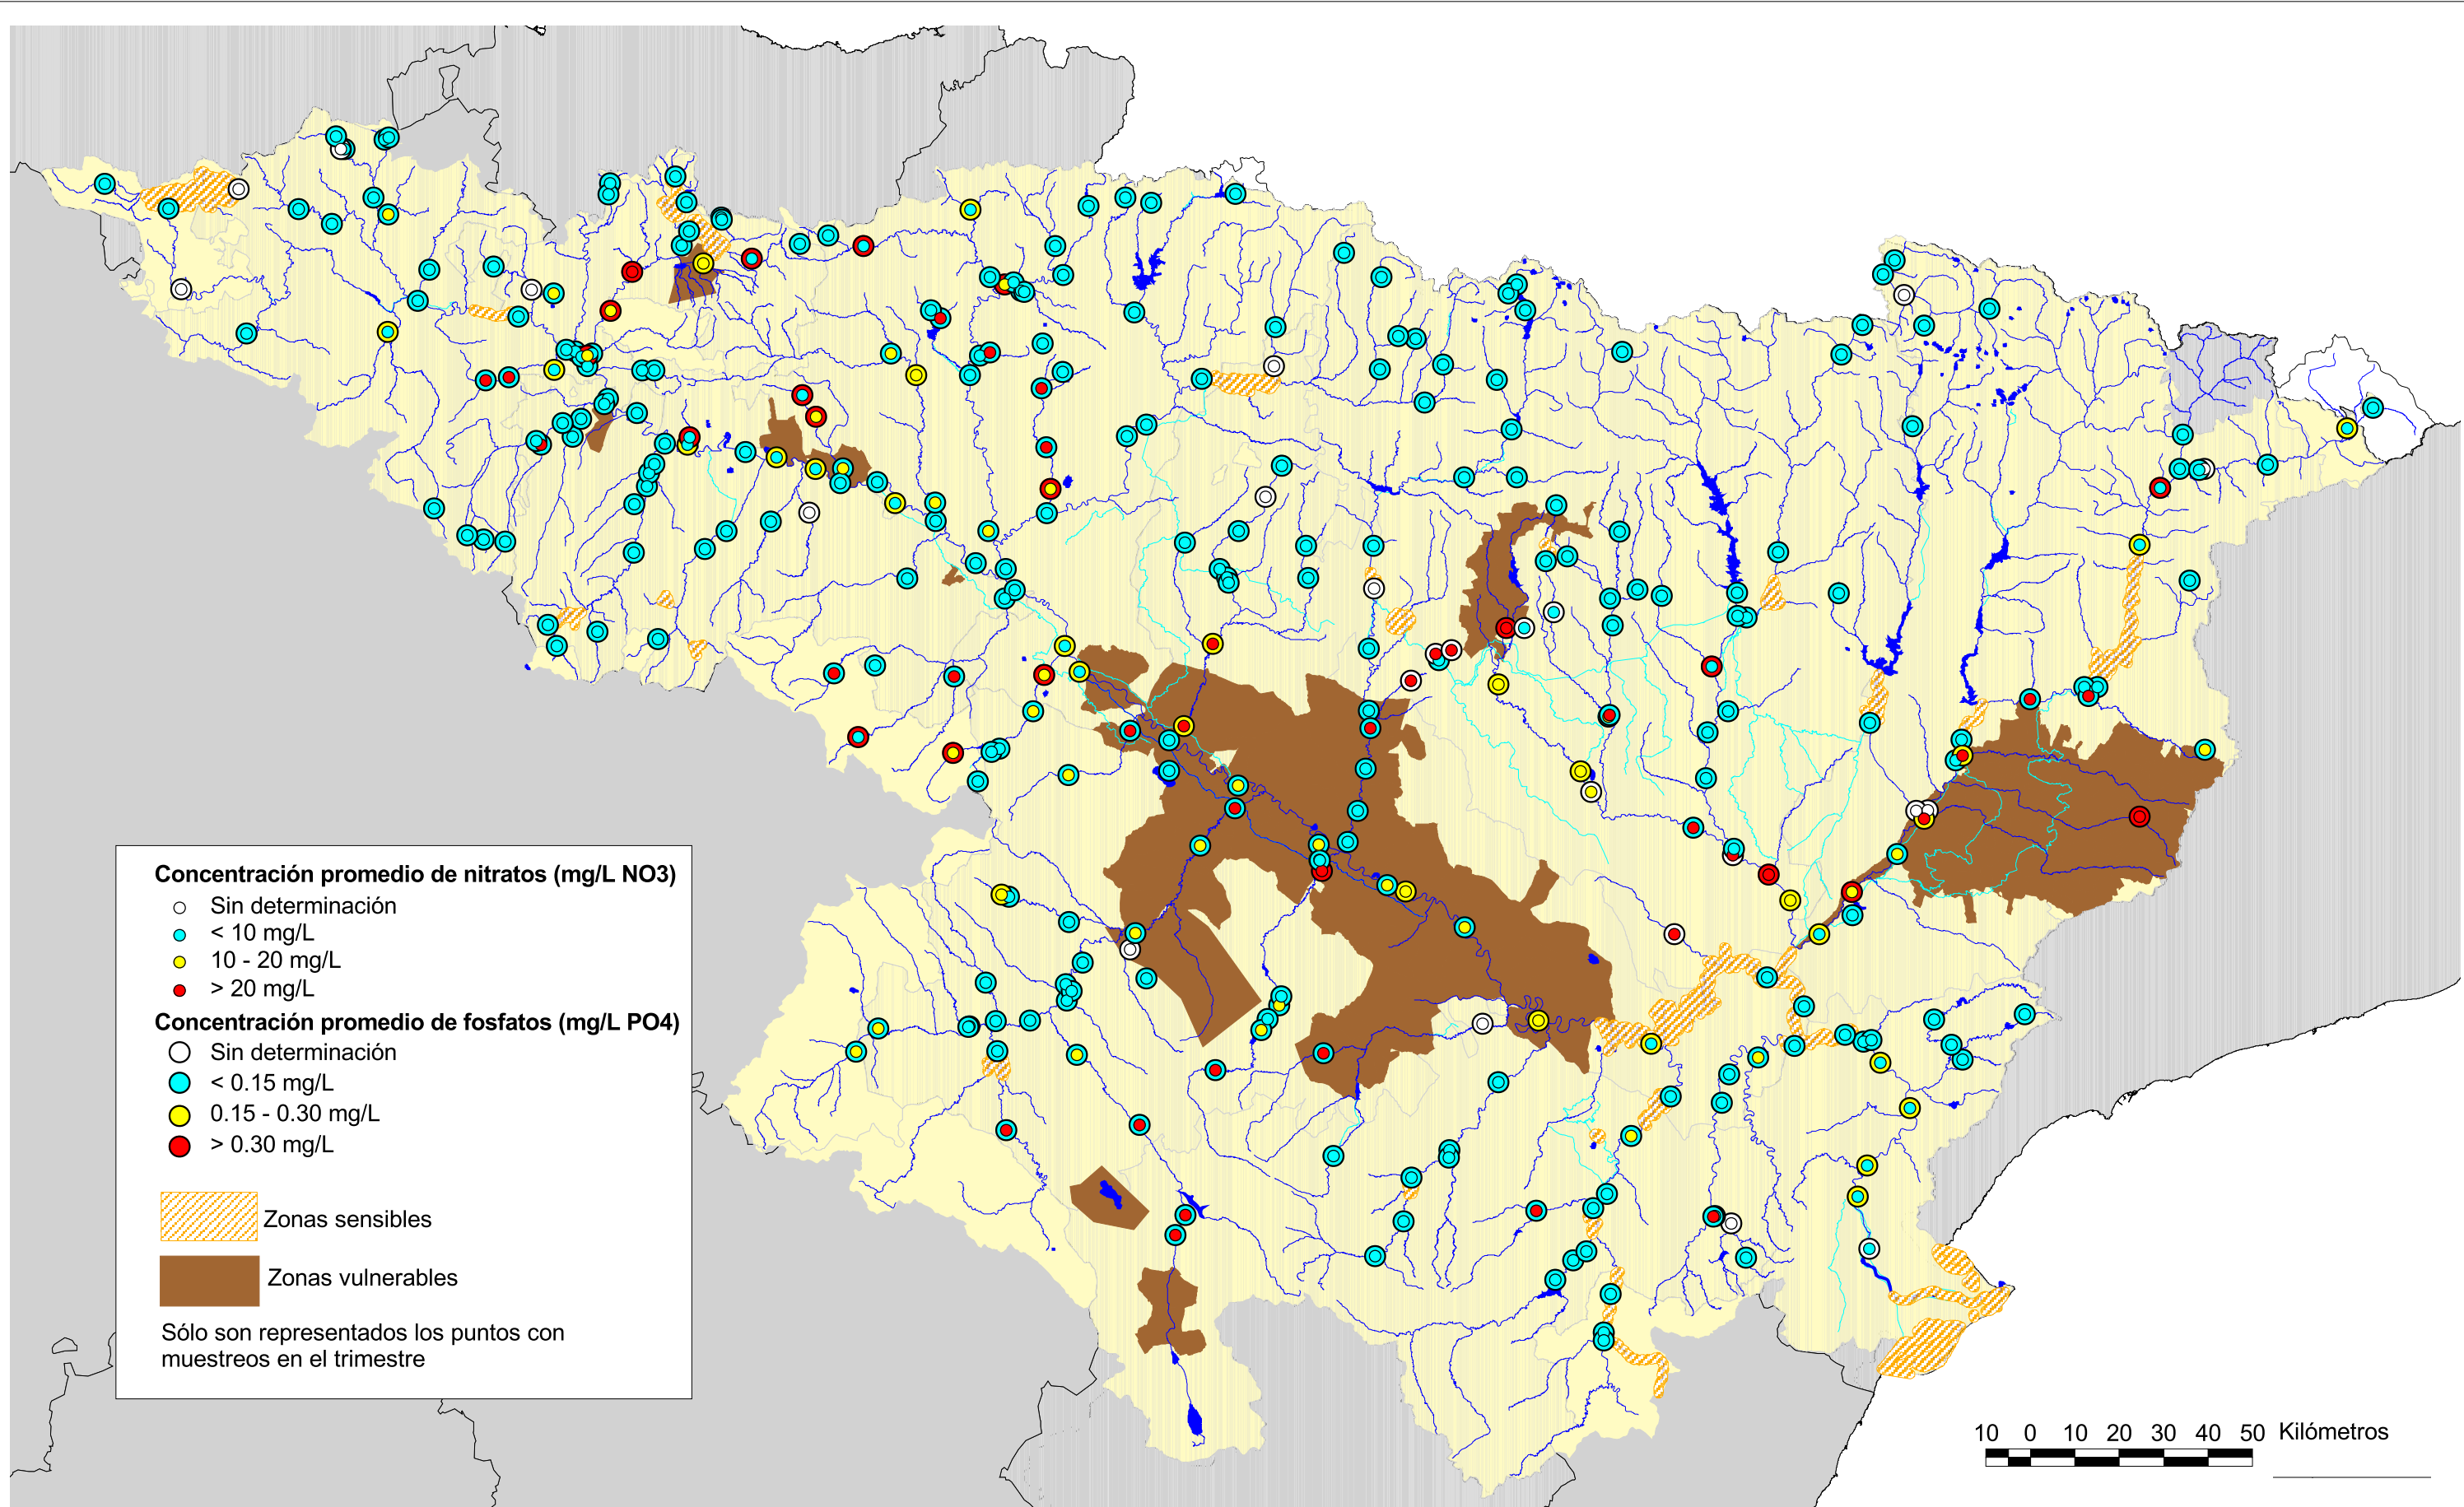 Concentración promedio de nitratos (mg/L NO3)
Sin determinación
< 10 mg/L
10 - 20 mg/L
> 20 mg/L
Concentración promedio de fosfatos (mg/L PO4)
Sin determinación
< 0.15 mg/L
0.15 - 0.30 mg/L
> 0.30 mg/L
Zonas sensibles
Zonas vulnerables
Sólo son representados los puntos con
muestreos en el trimestre
10 0 10 20 30 40 50 Kilómetros